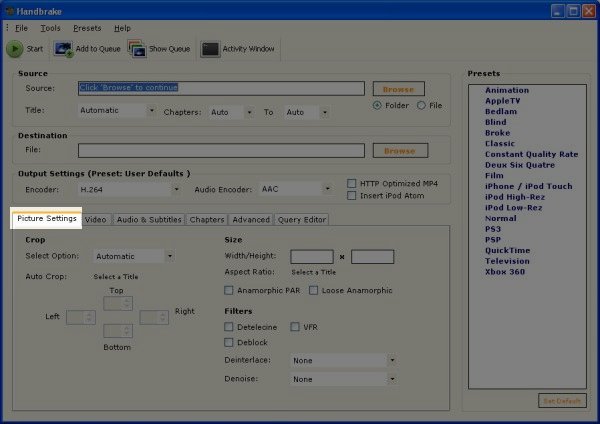 Handbrake
File Tools Presets Help
Start Add to Queue Show Queue Activity Window
Source
Source: Click 'Browse' to continue Browse
Title: Automatic Chapters: Auto To Auto Folder File
Destination
File: Browse
Output Settings (Preset: User Defaults )
Encoder: H.264 Audio Encoder: AAC
HTTP Optimized MP4
Insert iPod Atom
Picture Settings Video Audio & Subtitles Chapters Advanced Query Editor
Crop
Select Option: Automatic
Auto Crop: Select a Title
Top
Left Right
Bottom
Size
Width/Height: x
Aspect Ratio: Select a Title
Anamorphic PAR Loose Anamorphic
Filters
Detelecine VFR
Deblock
Deinterlace: None
Denoise: None
Presets
Animation
AppleTV
Bedlam
Blind
Broke
Classic
Constant Quality Rate
Deux Six Quatre
Film
iPhone / iPod Touch
iPod High-Rez
iPod Low-Rez
Normal
PS3
PSP
QuickTime
Television
Xbox 360
Set Default